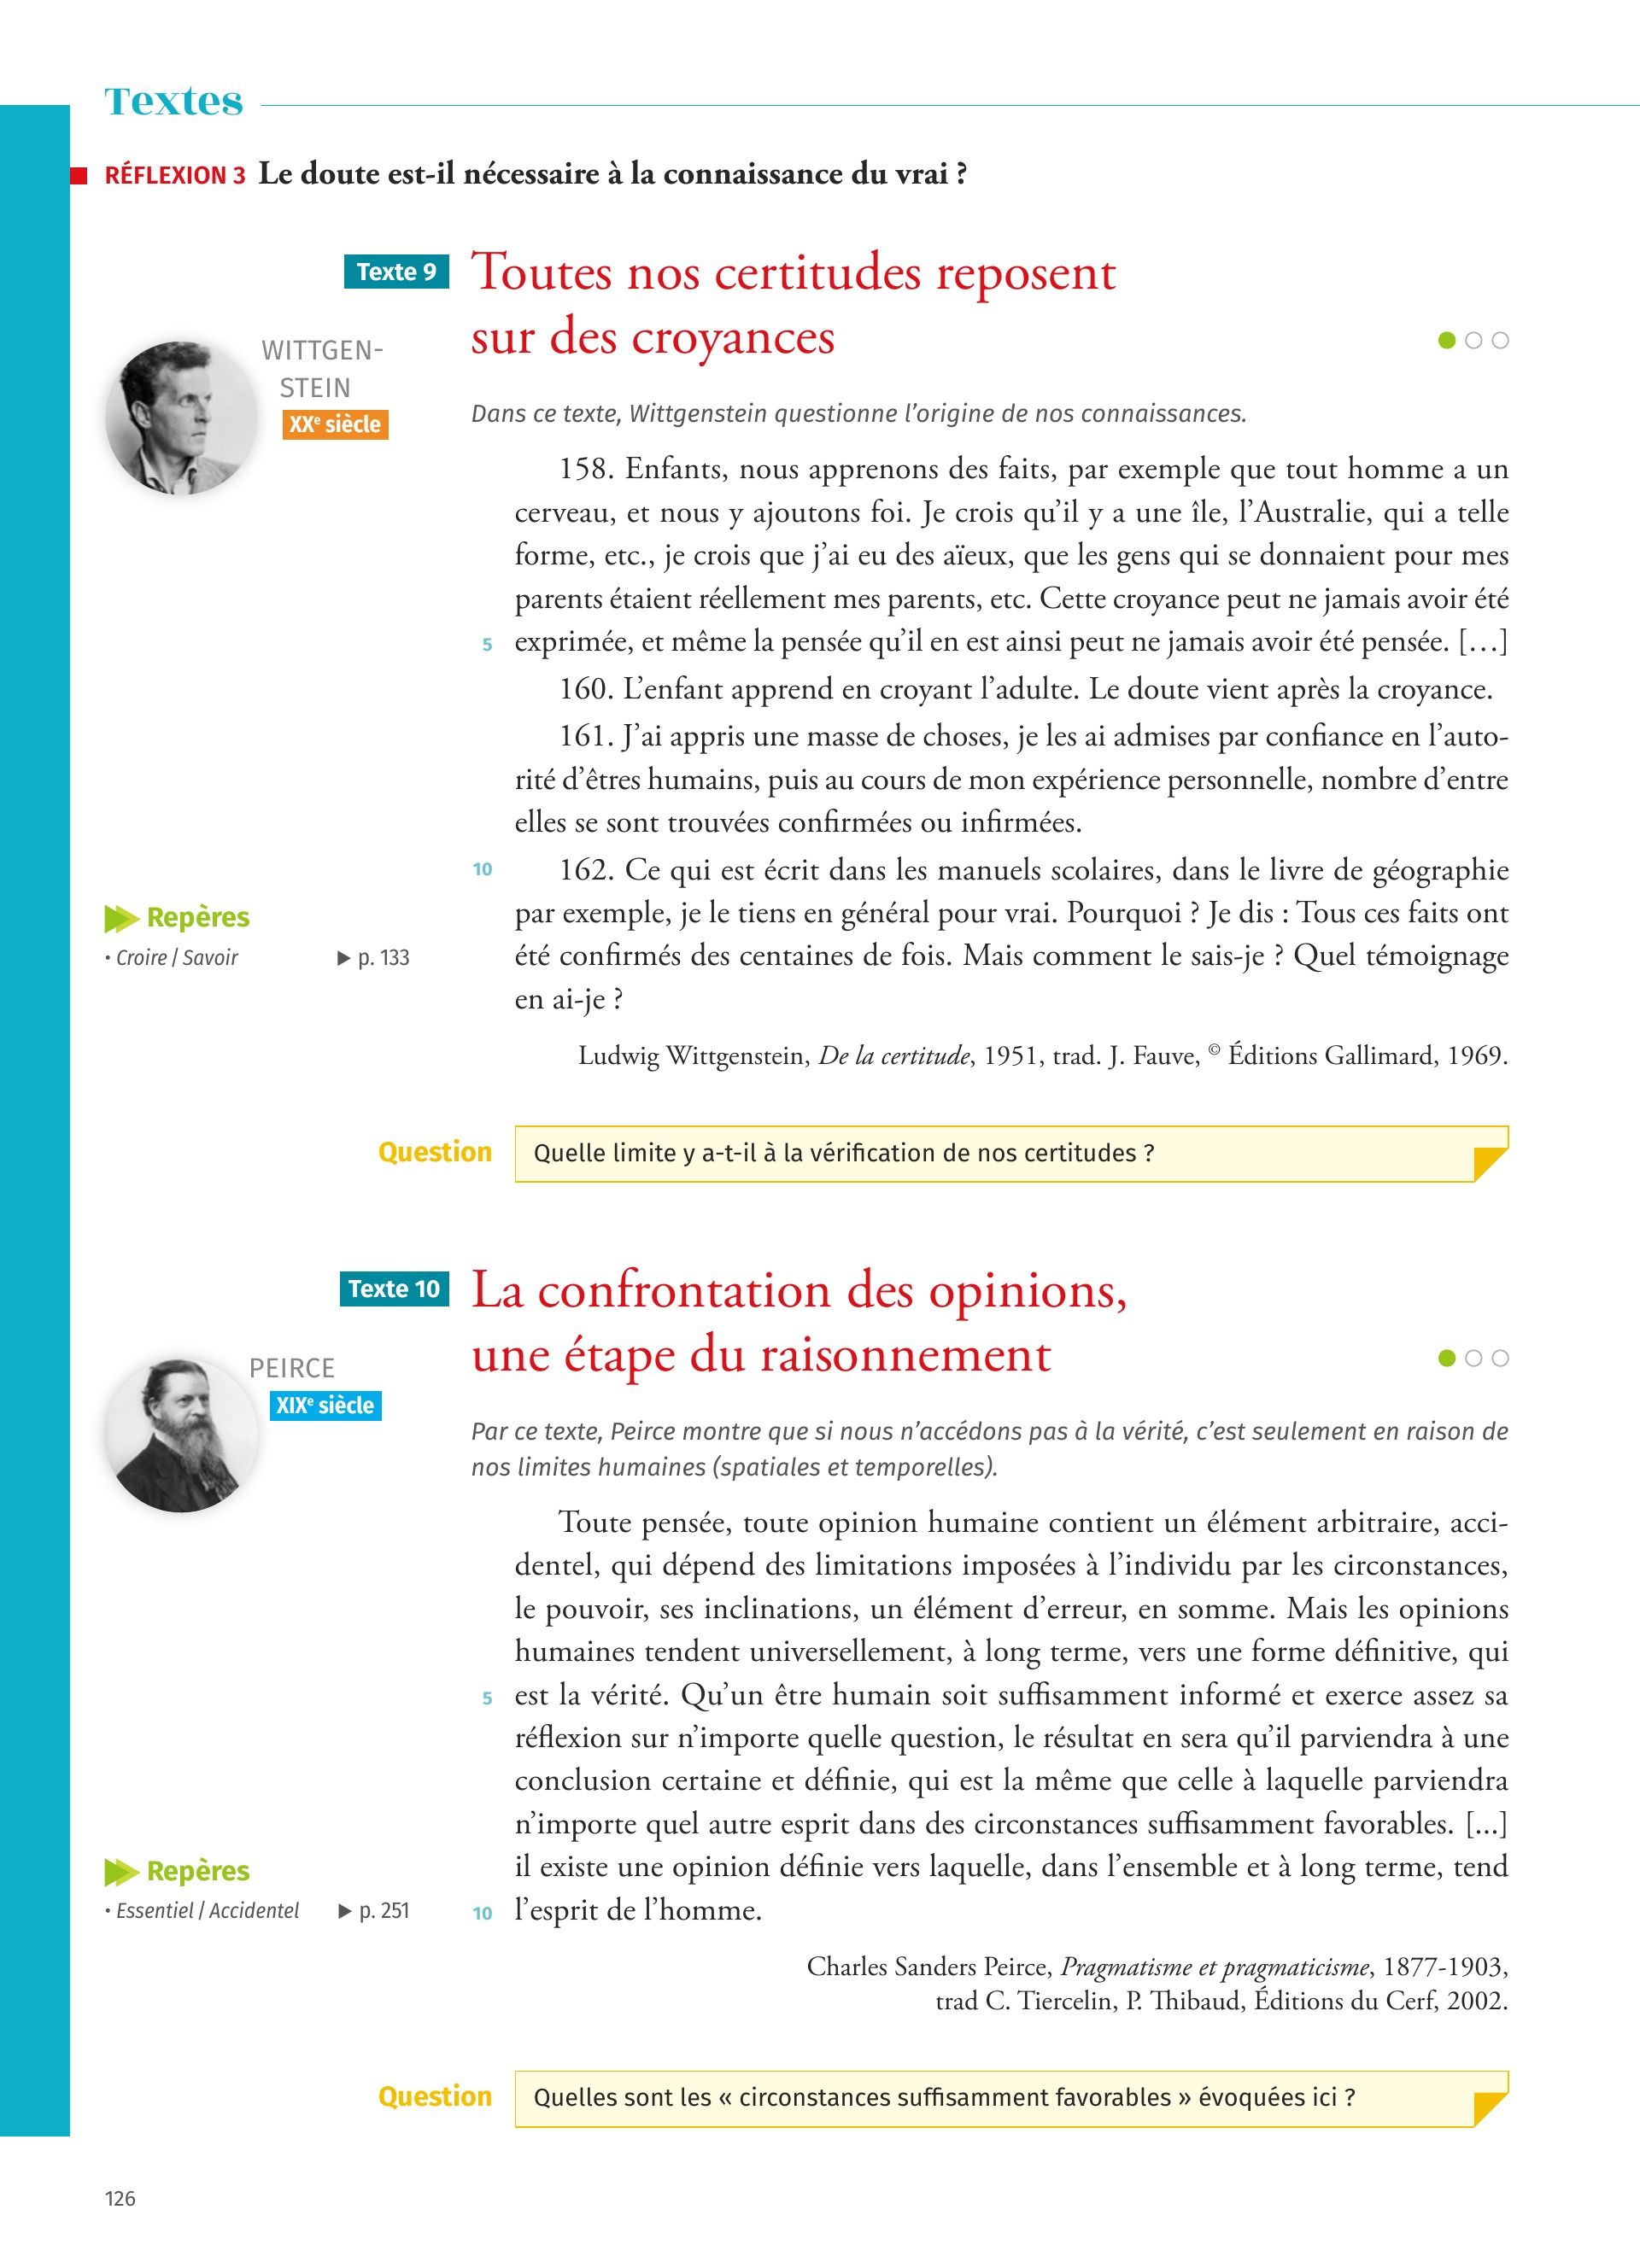 Textes
RÉFLEXION 3 Le doute est-il nécessaire à la connaissance du vrai ?
Texte 9
Toutes nos certitudes reposent
sur des croyances
WITTGEN-
STEIN
XXe siècle
Dans ce texte, Wittgenstein questionne l’origine de nos connaissances.
158. Enfants, nous apprenons des faits, par exemple que tout homme a un
cerveau, et nous y ajoutons foi. Je crois qu’il y a une île, l’Australie, qui a telle
forme, etc., je crois que j’ai eu des aïeux, que les gens qui se donnaient pour mes
parents étaient réellement mes parents, etc. Cette croyance peut ne jamais avoir été
5 exprimée, et même la pensée qu’il en est ainsi peut ne jamais avoir été pensée. […]
160. L’enfant apprend en croyant l’adulte. Le doute vient après la croyance.
161. J’ai appris une masse de choses, je les ai admises par confiance en l’auto-
rité d’êtres humains, puis au cours de mon expérience personnelle, nombre d’entre
elles se sont trouvées confirmées ou infirmées.
10 162. Ce qui est écrit dans les manuels scolaires, dans le livre de géographie
par exemple, je le tiens en général pour vrai. Pourquoi ? Je dis : Tous ces faits ont
été confirmés des centaines de fois. Mais comment le sais-je ? Quel témoignage
en ai-je ?
Repères
• Croire / Savoir ▶ p. 133
Ludwig Wittgenstein, De la certitude, 1951, trad. J. Fauve, © Éditions Gallimard, 1969.
Question
Quelle limite y a-t-il à la vérification de nos certitudes ?
Texte 10
La confrontation des opinions,
une étape du raisonnement
PEIRCE
XIXe siècle
Par ce texte, Peirce montre que si nous n’accédons pas à la vérité, c’est seulement en raison de
nos limites humaines (spatiales et temporelles).
Toute pensée, toute opinion humaine contient un élément arbitraire, acci-
dentel, qui dépend des limitations imposées à l’individu par les circonstances,
le pouvoir, ses inclinations, un élément d’erreur, en somme. Mais les opinions
humaines tendent universellement, à long terme, vers une forme définitive, qui
5 est la vérité. Qu’un être humain soit suffisamment informé et exerce assez sa
réflexion sur n’importe quelle question, le résultat en sera qu’il parviendra à une
conclusion certaine et définie, qui est la même que celle à laquelle parviendra
n’importe quel autre esprit dans des circonstances suffisamment favorables. [...]
il existe une opinion définie vers laquelle, dans l’ensemble et à long terme, tend
10 l’esprit de l’homme.
Repères
• Essentiel / Accidentel ▶ p. 251
Charles Sanders Peirce, Pragmatisme et pragmaticisme, 1877-1903,
trad C. Tiercelin, P. Thibaud, Éditions du Cerf, 2002.
Question
Quelles sont les « circonstances suffisamment favorables » évoquées ici ?
126